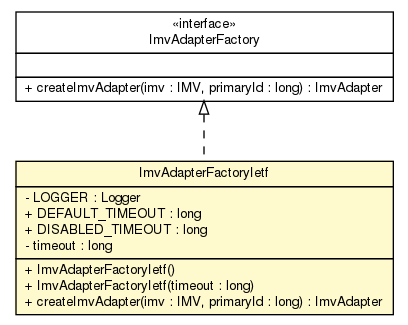 «interface»
ImvAdapterFactory
+ createImvAdapter(imv : IMV, primaryId : long) : ImvAdapter
ImvAdapterFactoryIetf
- LOGGER : Logger
+ DEFAULT_TIMEOUT : long
+ DISABLED_TIMEOUT : long
- timeout : long
+ ImvAdapterFactoryIetf()
+ ImvAdapterFactoryIetf(timeout : long)
+ createImvAdapter(imv : IMV, primaryId : long) : ImvAdapter